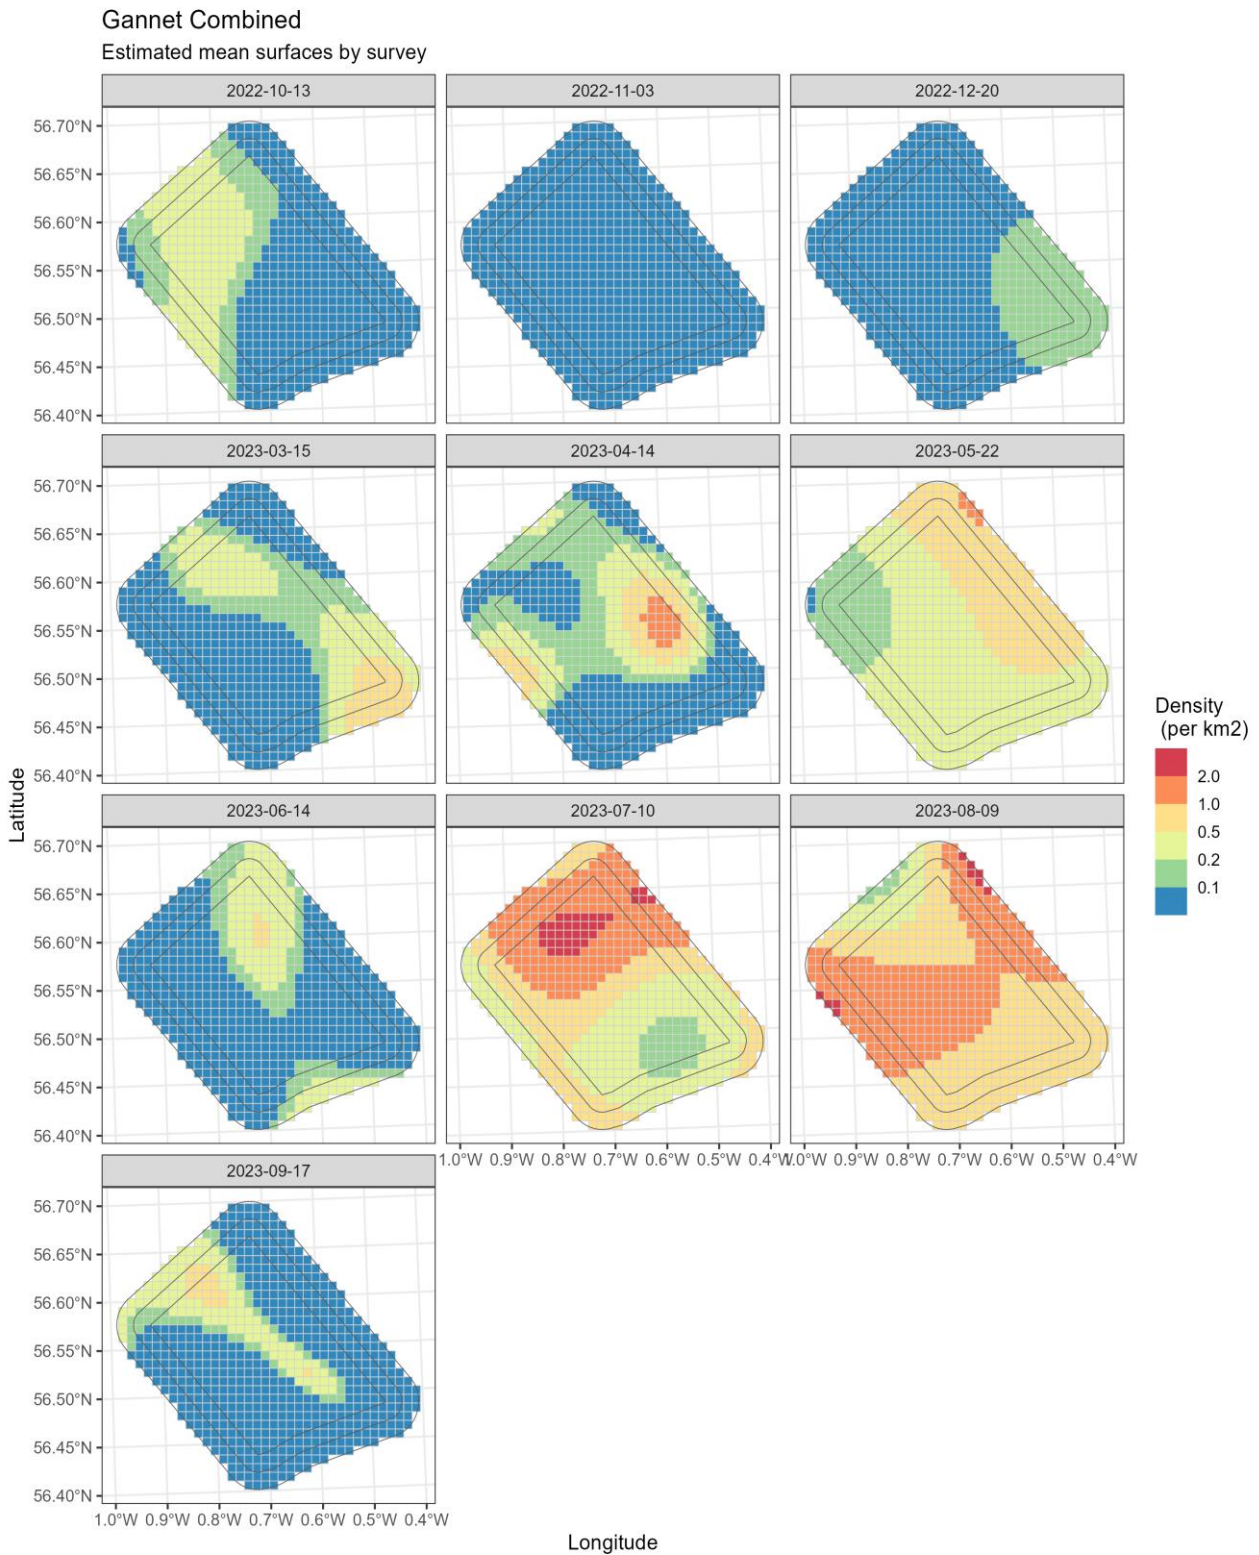 Gannet Combined
Estimated mean surfaces by survey
2022-10-13 2022-11-03 2022-12-20
56.70°N
56.65°N
56.60°N
56.55°N
56.50°N
56.45°N
56.40°N
2023-03-15 2023-04-14 2023-05-22
56.70°N
56.65°N
56.60°N
56.55°N
56.50°N
56.45°N
56.40°N
Latitude
2023-06-14 2023-07-10 2023-08-09
56.70°N
56.65°N
56.60°N
56.55°N
56.50°N
56.45°N
56.40°N
1.0°W 0.9°W 0.8°W 0.7°W 0.6°W 0.5°W 0.4°W 1.0°W 0.9°W 0.8°W 0.7°W 0.6°W 0.5°W 0.4°W
2023-09-17
56.70°N
56.65°N
56.60°N
56.55°N
56.50°N
56.45°N
56.40°N
1.0°W 0.9°W 0.8°W 0.7°W 0.6°W 0.5°W 0.4°W
Longitude
Density
(per km2)
2.0
1.0
0.5
0.2
0.1